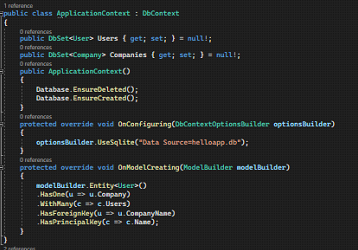 1 reference
public class ApplicationContext : DbContext
{
0 references
public DbSet<User> Users { get; set; } = null!;
0 references
public DbSet<Company> Companies { get; set; } = null!;
0 references
public ApplicationContext()
{
Database.EnsureDeleted();
Database.EnsureCreated();
}
0 references
protected override void OnConfiguring(DbContextOptionsBuilder optionsBuilder)
{
optionsBuilder.UseSqlite("Data Source=helloapp.db");
}
0 references
protected override void OnModelCreating(ModelBuilder modelBuilder)
{
modelBuilder.Entity<User>()
.HasOne(u => u.Company)
.WithMany(c => c.Users)
.HasForeignKey(u => u.CompanyName)
.HasPrincipalKey(c => c.Name);
}
}